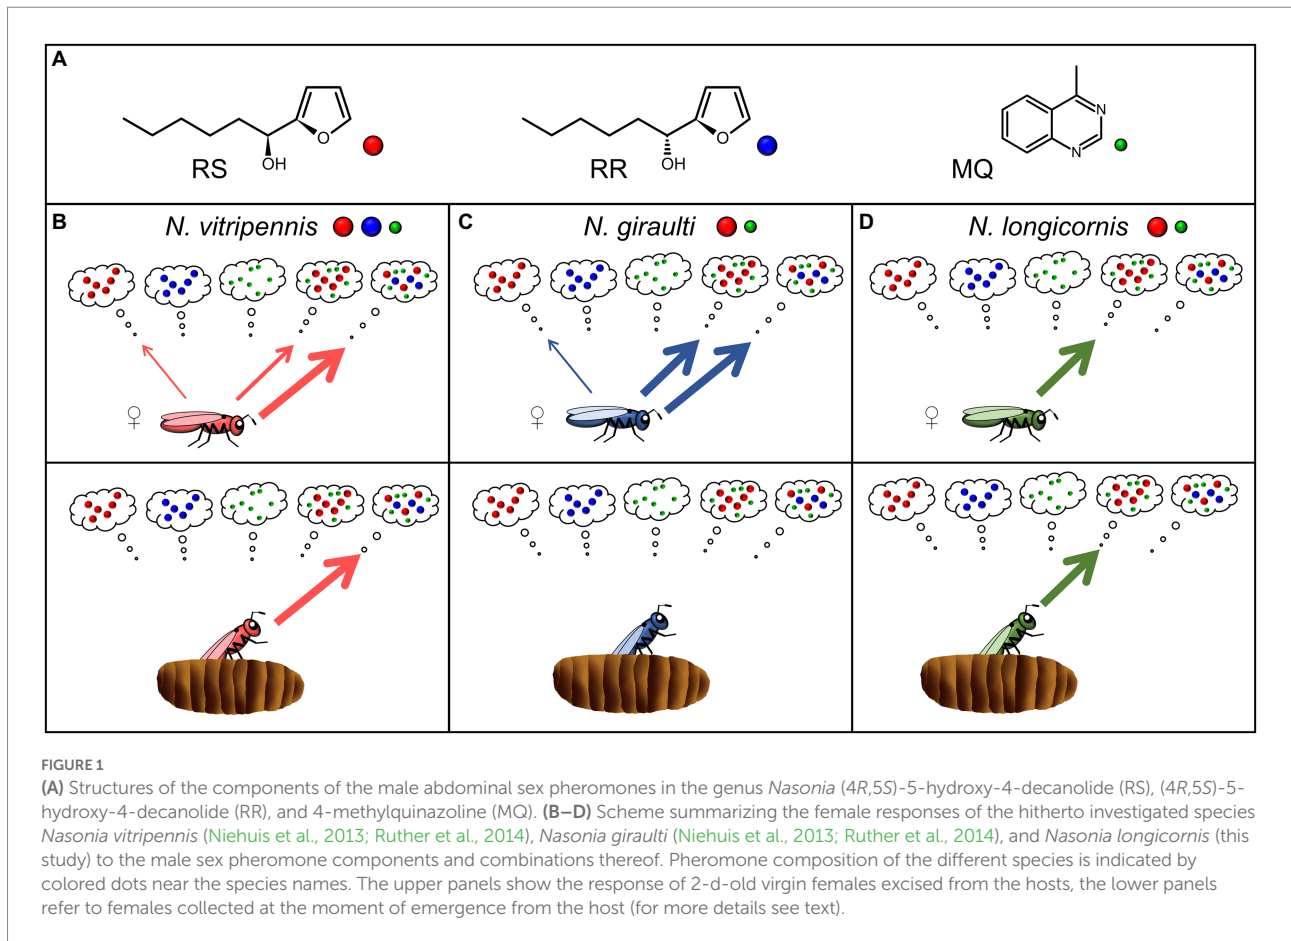 A
RS
OH
O
RR
OH
O
MQ
N
N
B
N. vitripennis
C
N. giraulti
D
N. longicornis
♀
♀
♀
FIGURE 1
(A) Structures of the components of the male abdominal sex pheromones in the genus Nasonia (4R,5S)-5-hydroxy-4-decanolide (RS), (4R,5S)-5-
hydroxy-4-decanolide (RR), and 4-methylquinazoline (MQ). (B–D) Scheme summarizing the female responses of the hitherto investigated species
Nasonia vitripennis (Niehuis et al., 2013; Ruther et al., 2014), Nasonia giraulti (Niehuis et al., 2013; Ruther et al., 2014), and Nasonia longicornis (this
study) to the male sex pheromone components and combinations thereof. Pheromone composition of the different species is indicated by
colored dots near the species names. The upper panels show the response of 2-d-old virgin females excised from the hosts, the lower panels
refer to females collected at the moment of emergence from the host (for more details see text).